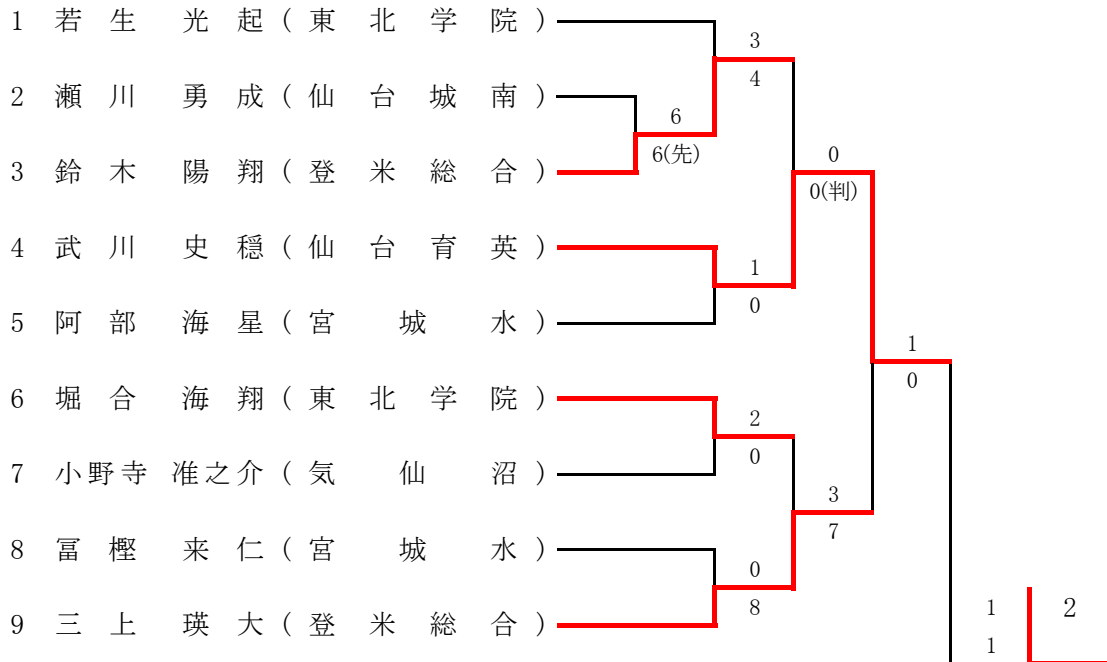 1 若生 光起(東北学院)
3
4
2 瀬川 勇成(仙台城南)
6
6(先)
3 鈴木 陽翔(登米総合)
0
0(判)
4 武川 史穏(仙台育英)
1
0
5 阿部 海星(宮城水)
1
0
6 堀合 海翔(東北学院)
2
0
7 小野寺 准之介(気仙沼)
3
7
8 冨樫 来仁(宮城水)
0
8
9 三上 瑛大(登米総合)
1 2
1